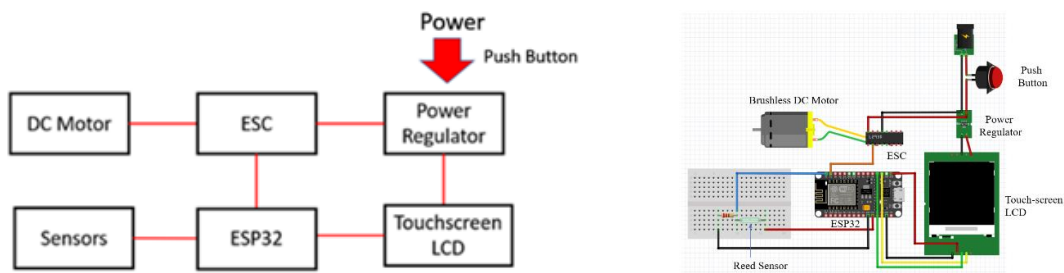 Power
Push Button
DC Motor
ESC
Power
Regulator
Sensors
ESP32
Touchscreen
LCD
Push
Button
Brushless DC Motor
Power
Regulator
ESC
Touch-screen
LCD
ESP32
Reed Sensor